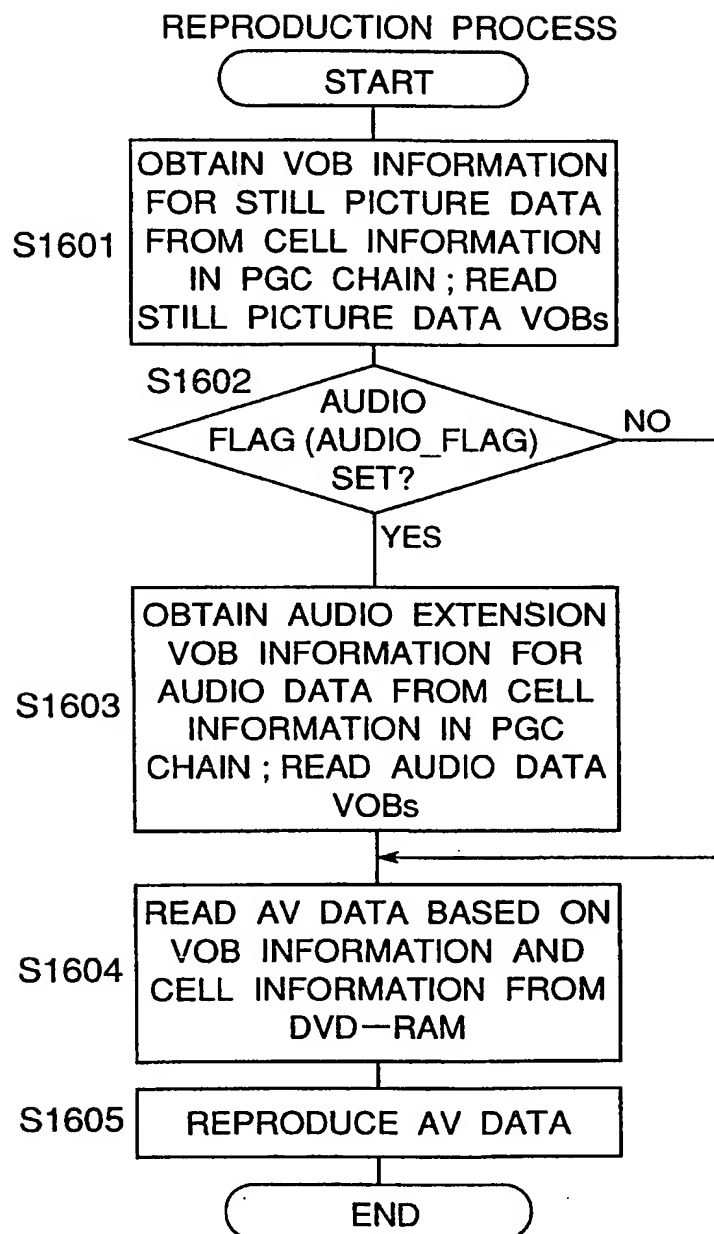 REPRODUCTION PROCESS
START
S1601
OBTAIN VOB INFORMATION
FOR STILL PICTURE DATA
FROM CELL INFORMATION
IN PGC CHAIN ; READ
STILL PICTURE DATA VOBs
S1602
AUDIO
FLAG (AUDIO_FLAG)
SET?
NO
YES
S1603
OBTAIN AUDIO EXTENSION
VOB INFORMATION FOR
AUDIO DATA FROM CELL
INFORMATION IN PGC
CHAIN ; READ AUDIO DATA
VOBs
S1604
READ AV DATA BASED ON
VOB INFORMATION AND
CELL INFORMATION FROM
DVD-RAM
S1605
REPRODUCE AV DATA
END